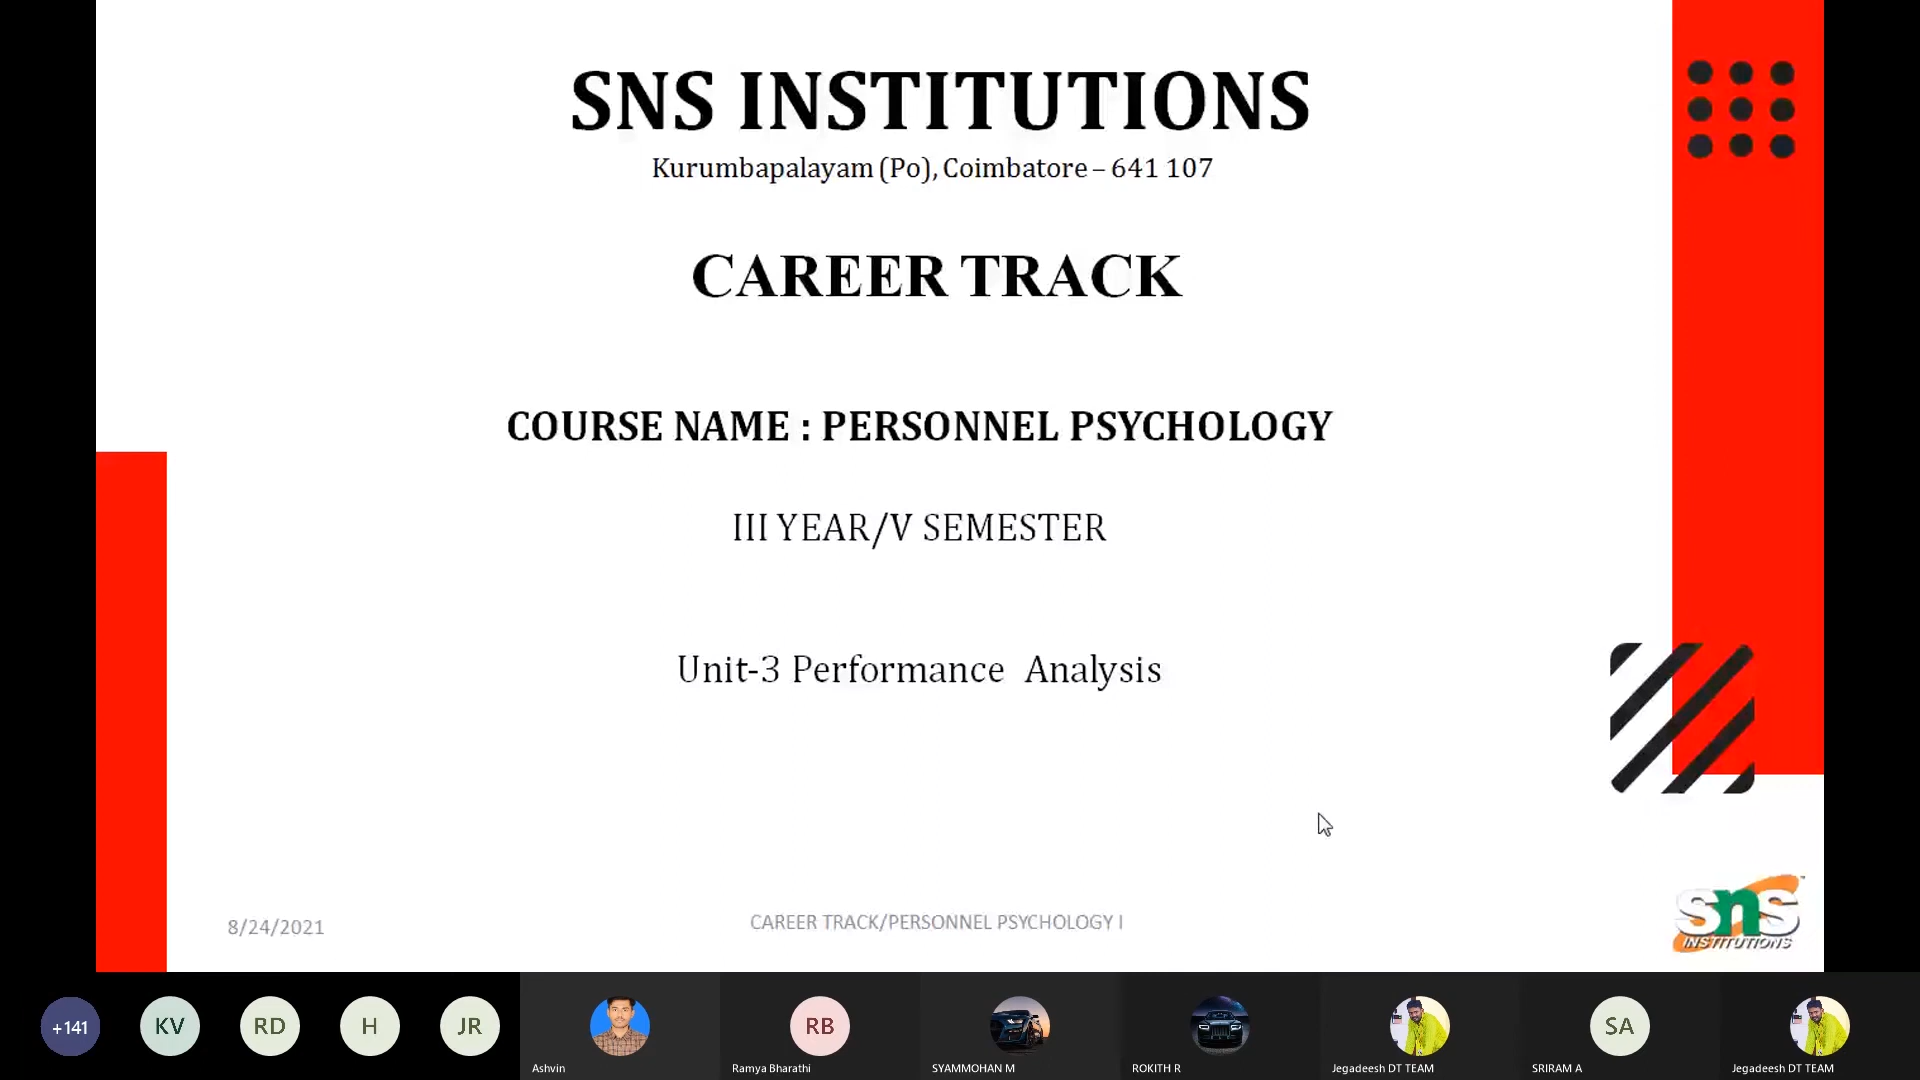 SNS INSTITUTIONS
Kurumbapalayam (Po), Coimbatore – 641 107
CAREER TRACK
COURSE NAME : PERSONNEL PSYCHOLOGY
III YEAR/V SEMESTER
Unit-3 Performance Analysis
8/24/2021
CAREER TRACK/PERSONNEL PSYCHOLOGY I
sns
INSTITUTIONS
+141
KV
RD
H
JR
RB
SA
Ashvin
Ramya Bharathi
SYAMMOHAN M
ROKITH R
Jegadeesh DT TEAM
SRIRAM A
Jegadeesh DT TEAM